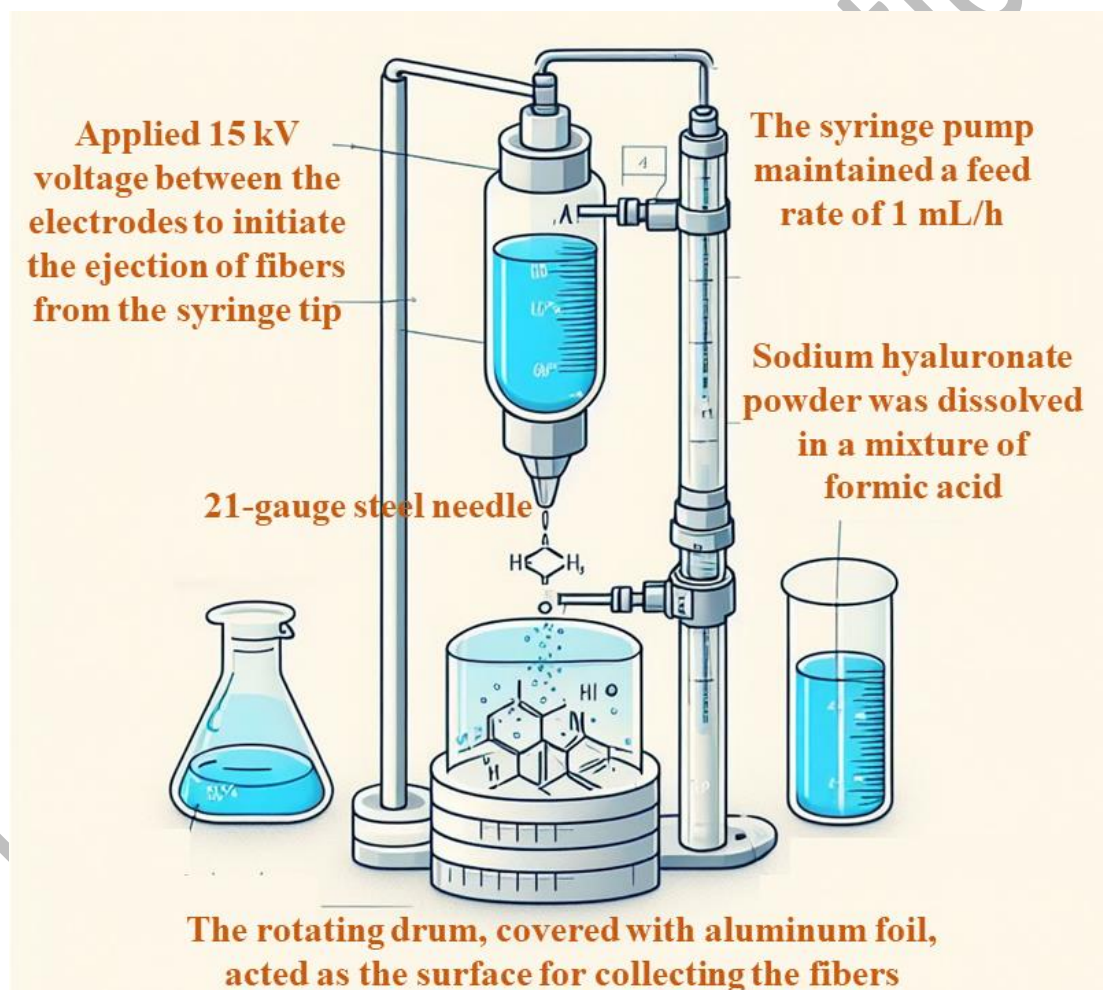 Applied 15 kV
voltage between the
electrodes to initiate
the ejection of fibers
from the syringe tip
The syringe pump
maintained a feed
rate of 1 mL/h
4
Sodium hyaluronate
powder was dissolved
in a mixture of
formic acid
21-gauge steel needle
HI
N
H
The rotating drum, covered with aluminum foil,
acted as the surface for collecting the fibers